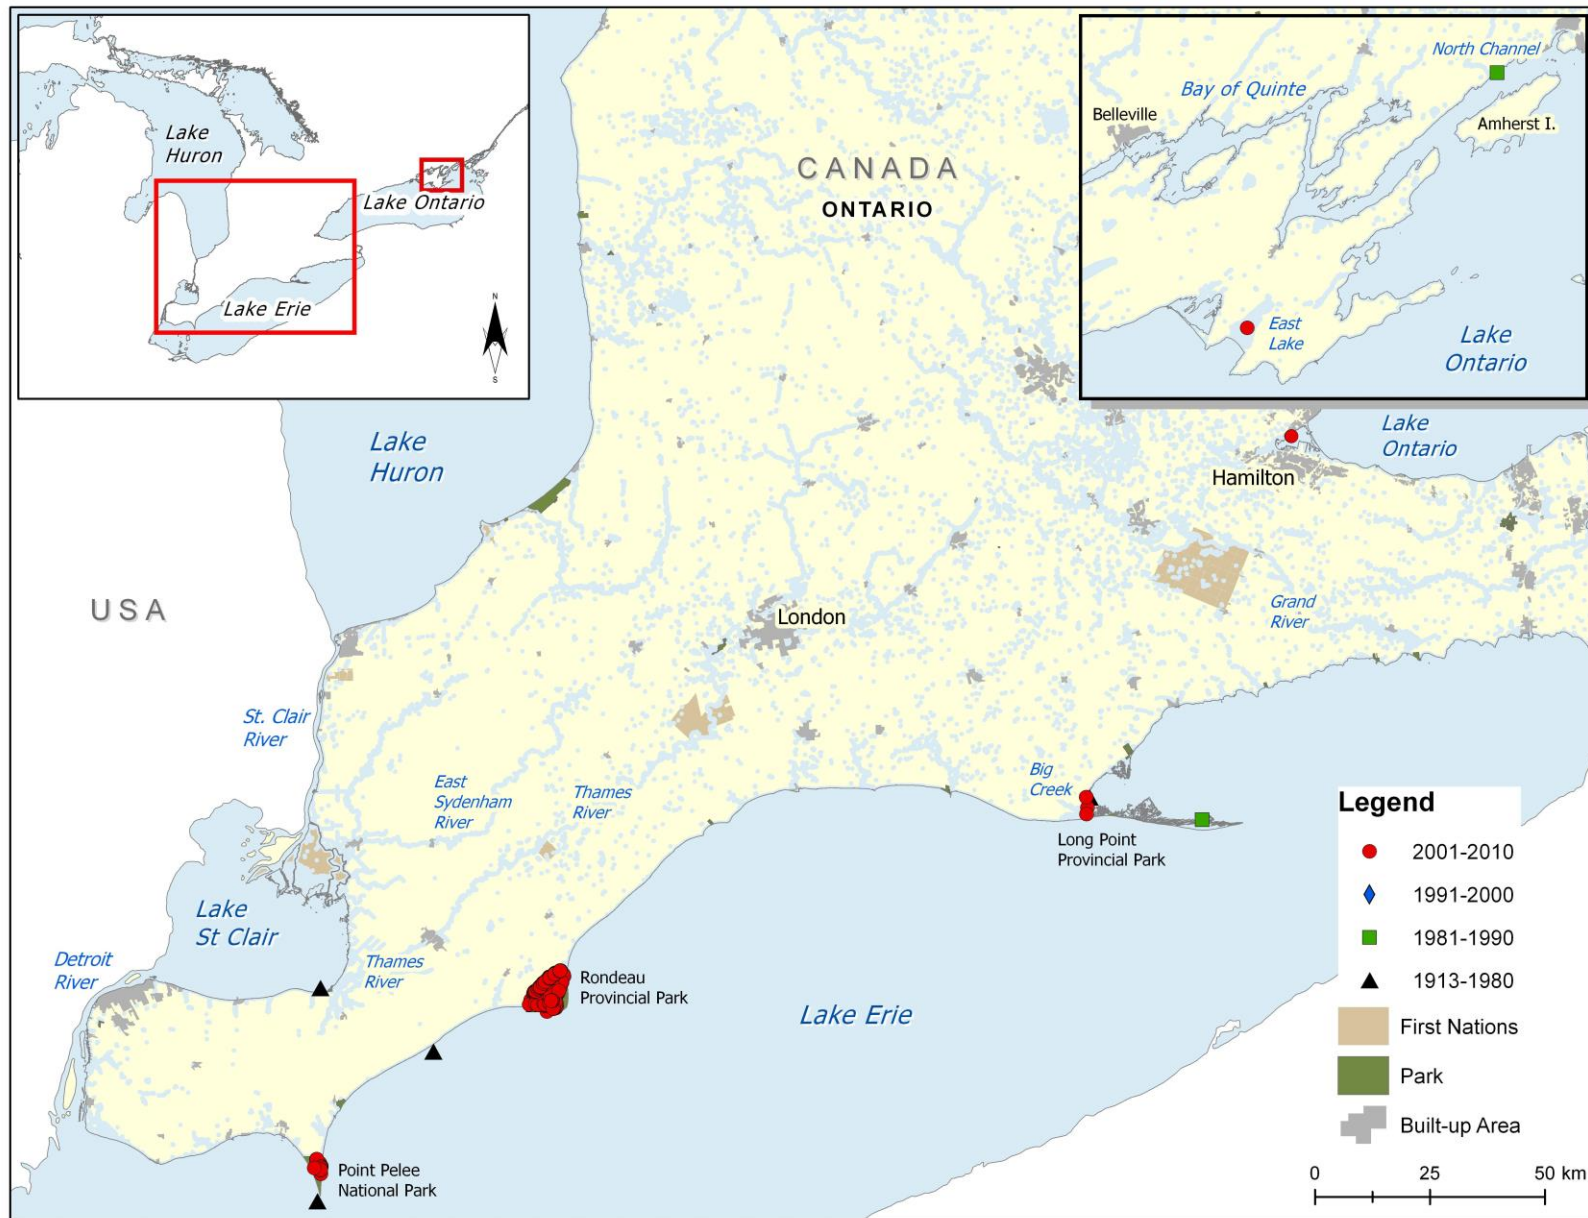 Lake
Huron
Lake Ontario
Lake Erie
N
S
CANADA
ONTARIO
North Channel
Bay of Quinte
Belleville
Amherst I.
East
Lake
Lake
Ontario
Lake
Huron
Lake
Ontario
Hamilton
USA
London
Grand
River
St. Clair
River
East
Sydenham
River
Thames
River
Big
Creek
Long Point
Provincial Park
Lake
St Clair
Detroit
River
Thames
River
Rondeau
Provincial Park
Lake Erie
Point Pelee
National Park
Legend
2001-2010
1991-2000
1981-1990
1913-1980
First Nations
Park
Built-up Area
0 25 50 km